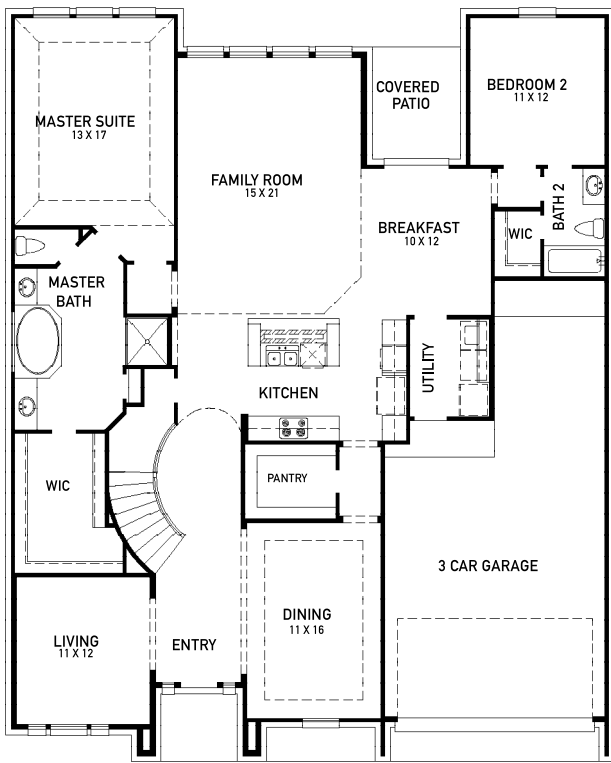 MASTER SUITE
13 X 17
FAMILY ROOM
15 X 21
COVERED
PATIO
BEDROOM 2
11 X 12
BREAKFAST
10 X 12
BATH 2
WIC
MASTER
BATH
KITCHEN
UTILITY
WIC
PANTRY
3 CAR GARAGE
LIVING
11 X 12
ENTRY
DINING
11 X 16